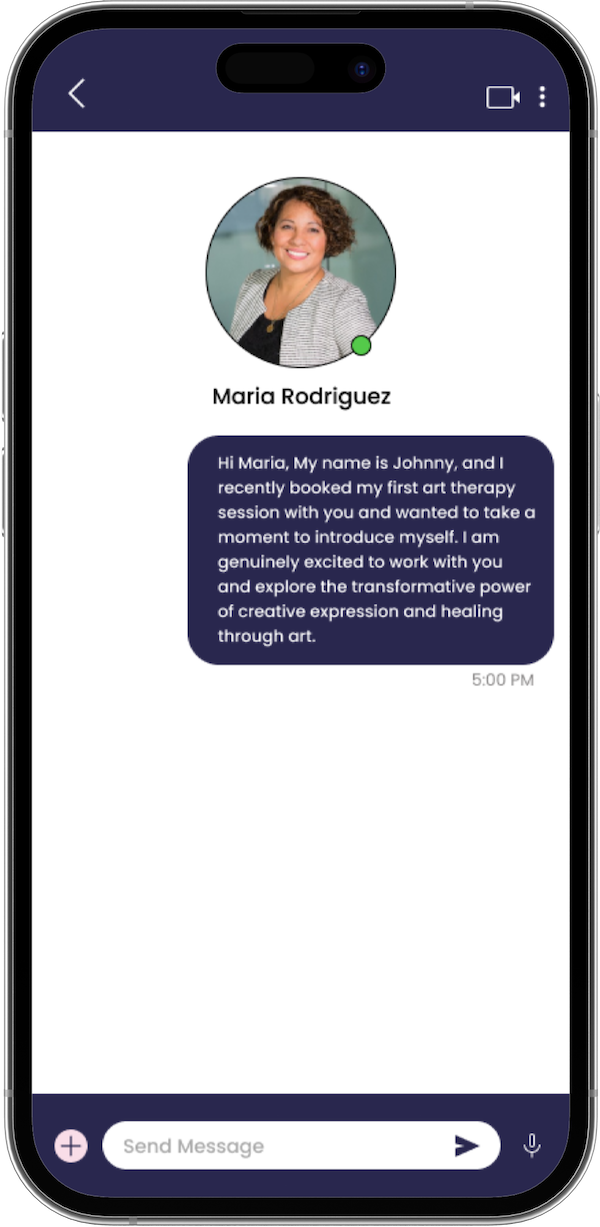 Maria Rodriguez
Hi Maria, My name is Johnny, and I
recently booked my first art therapy
session with you and wanted to take a
moment to introduce myself. I am
genuinely excited to work with you
and explore the transformative power
of creative expression and healing
through art.
5:00 PM
Send Message